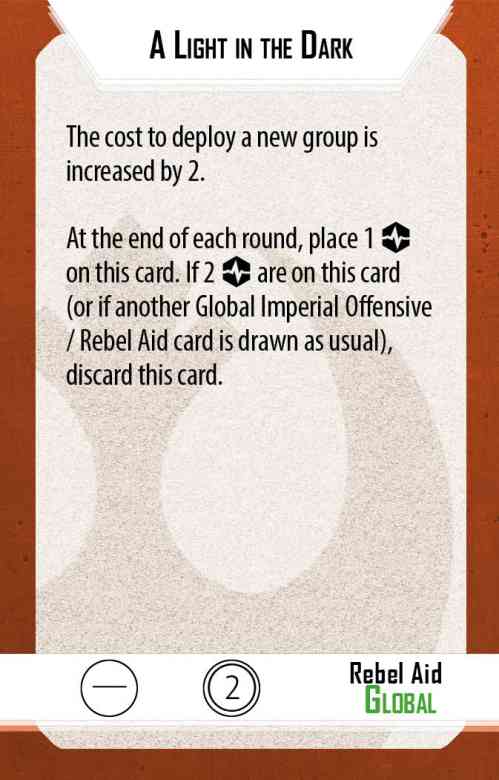 A Light in the Dark
The cost to deploy a new group is
increased by 2.
At the end of each round, place 1
on this card. If 2 are on this card
(or if another Global Imperial Offensive
/ Rebel Aid card is drawn as usual),
discard this card.
— 2 Rebel Aid
Global